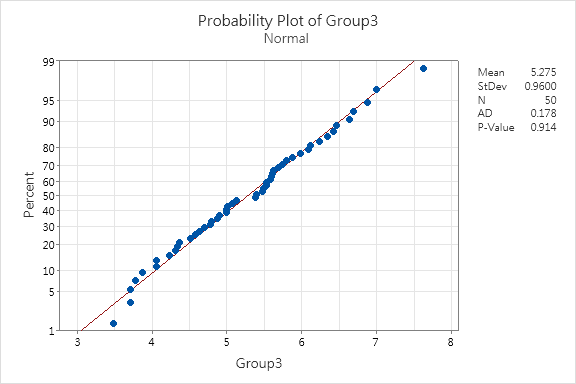 Probability Plot of Group3
Normal
99
95
90
80
70
60
50
40
30
20
10
5
1
Percent
3 4 5 6 7 8
Group3
Mean 5.275
StDev 0.9600
N 50
AD 0.178
P-Value 0.914